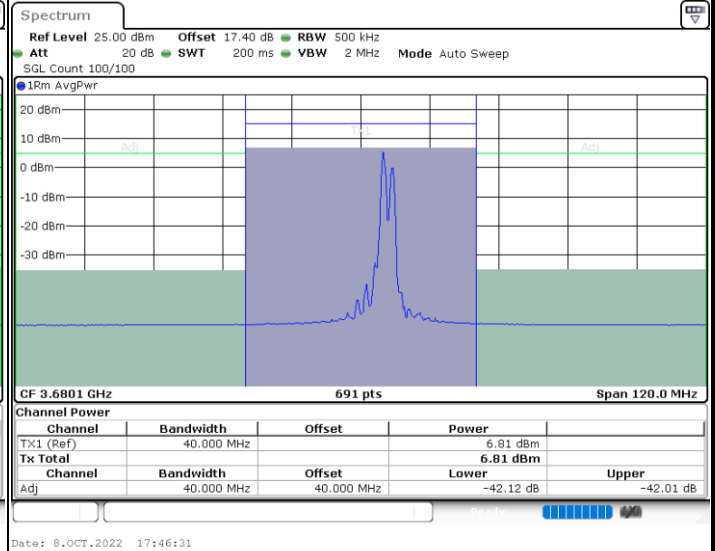 Spectrum
Ref Level 25.00 dBm Offset 17.40 dB RBW 500 kHz
Att 20 dB SWT 200 ms VBW 2 MHz Mode Auto Sweep
SGL Count 100/100
1Rm AvgPwr
20 dBm
TX1
10 dBm
Adj Adj
0 dBm
-10 dBm
-20 dBm
-30 dBm
CF 3.6801 GHz 691 pts Span 120.0 MHz
Channel Power
Channel Bandwidth Offset Power
TX1 (Ref) 40.000 MHz 6.81 dBm
Tx Total 6.81 dBm
Channel Bandwidth Offset Lower Upper
Adj 40.000 MHz 40.000 MHz -42.12 dB -42.01 dB
Ready
Date: 8.OCT.2022 17:46:31